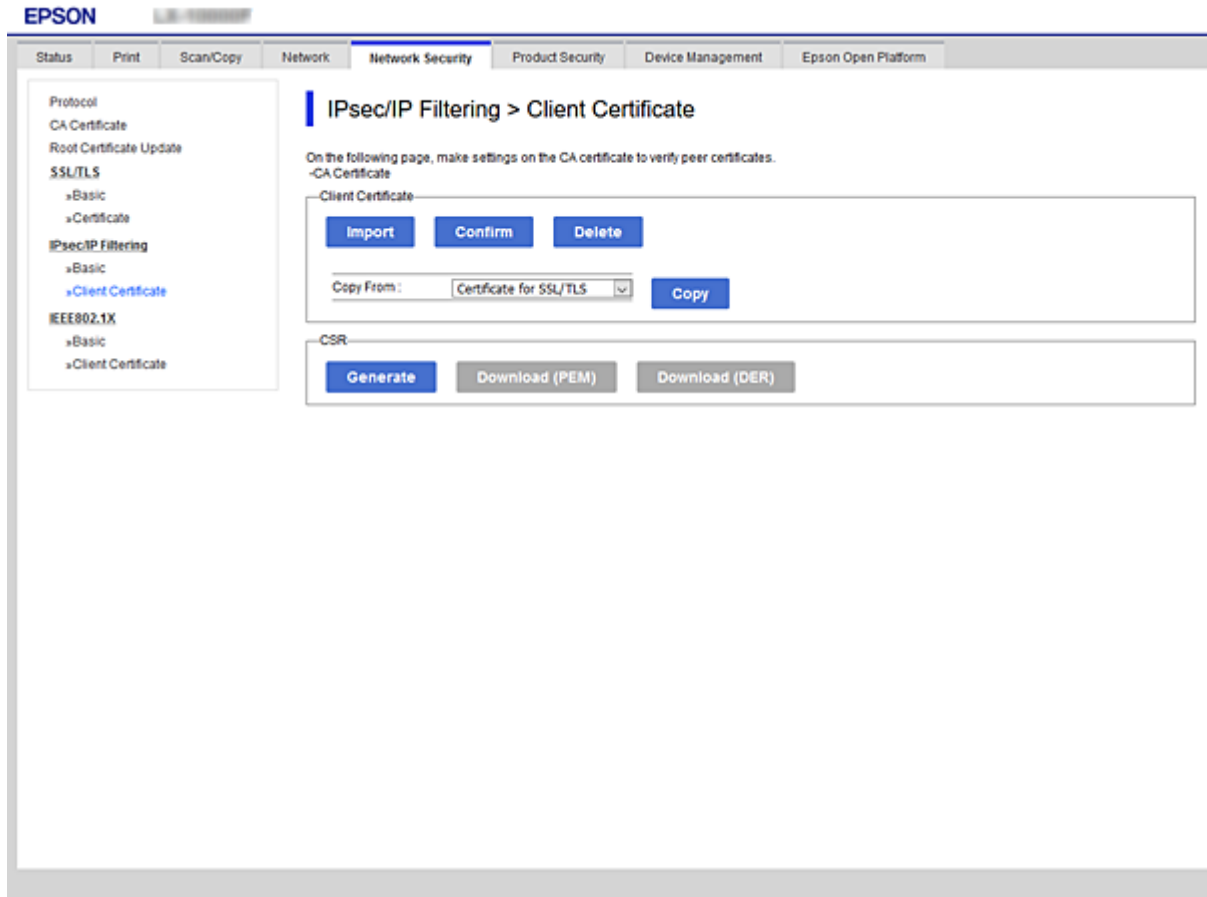 EPSON
Status Print Scan/Copy Network Network Security Product Security Device Management Epson Open Platform
Protocol
CA Certificate
Root Certificate Update
SSL/TLS
»Basic
»Certificate
IPsec/IP Filtering
»Basic
»Client Certificate
IEEE802.1X
»Basic
»Client Certificate
IPsec/IP Filtering > Client Certificate
On the following page, make settings on the CA certificate to verify peer certificates.
-CA Certificate
Client Certificate
Import Confirm Delete
Copy From : Certificate for SSL/TLS Copy
CSR
Generate Download (PEM) Download (DER)